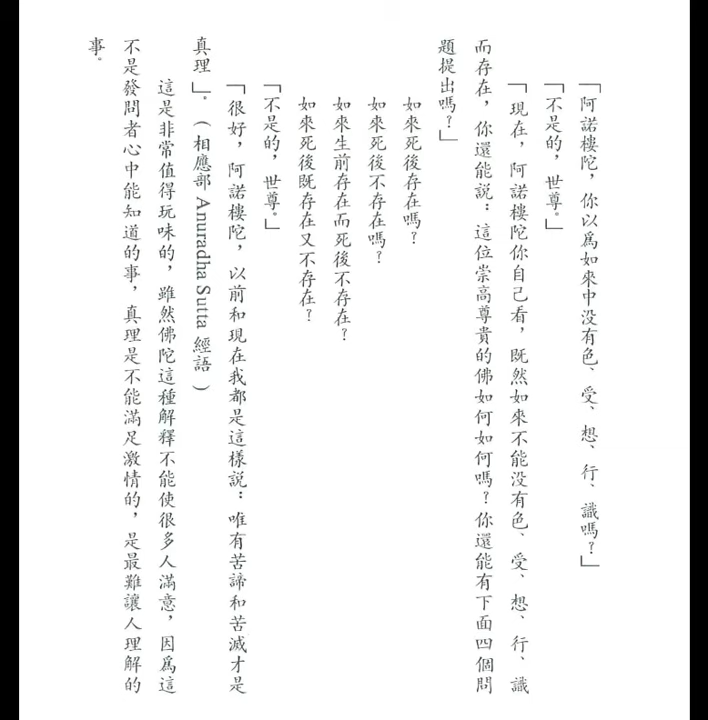 「阿諾樓陀，你以爲如來中没有色、受、想、行、識嗎？」
「不是的，世尊。」
「現在，阿諾樓陀你自己看，既然如來不能没有色、受、想、行、識
而存在，你還能説：這位崇高尊貴的佛如何如何嗎？你還能有下面四個問
題提出嗎？」
如來死後存在嗎？
如來死後不存在嗎？
如來生前存在而死後不存在？
如來死後既存在又不存在？
「不是的，世尊。」
「很好，阿諾樓陀，以前和現在我都是這樣説：唯有苦諦和苦滅才是
真理」。（相應部 Anuradha Sutta 經語）
這是非常值得玩味的，雖然佛陀這種解釋不能使很多人滿意，因爲這
不是發問者心中能知道的事，真理是不能滿足激情的，是最難讓人理解的
事。